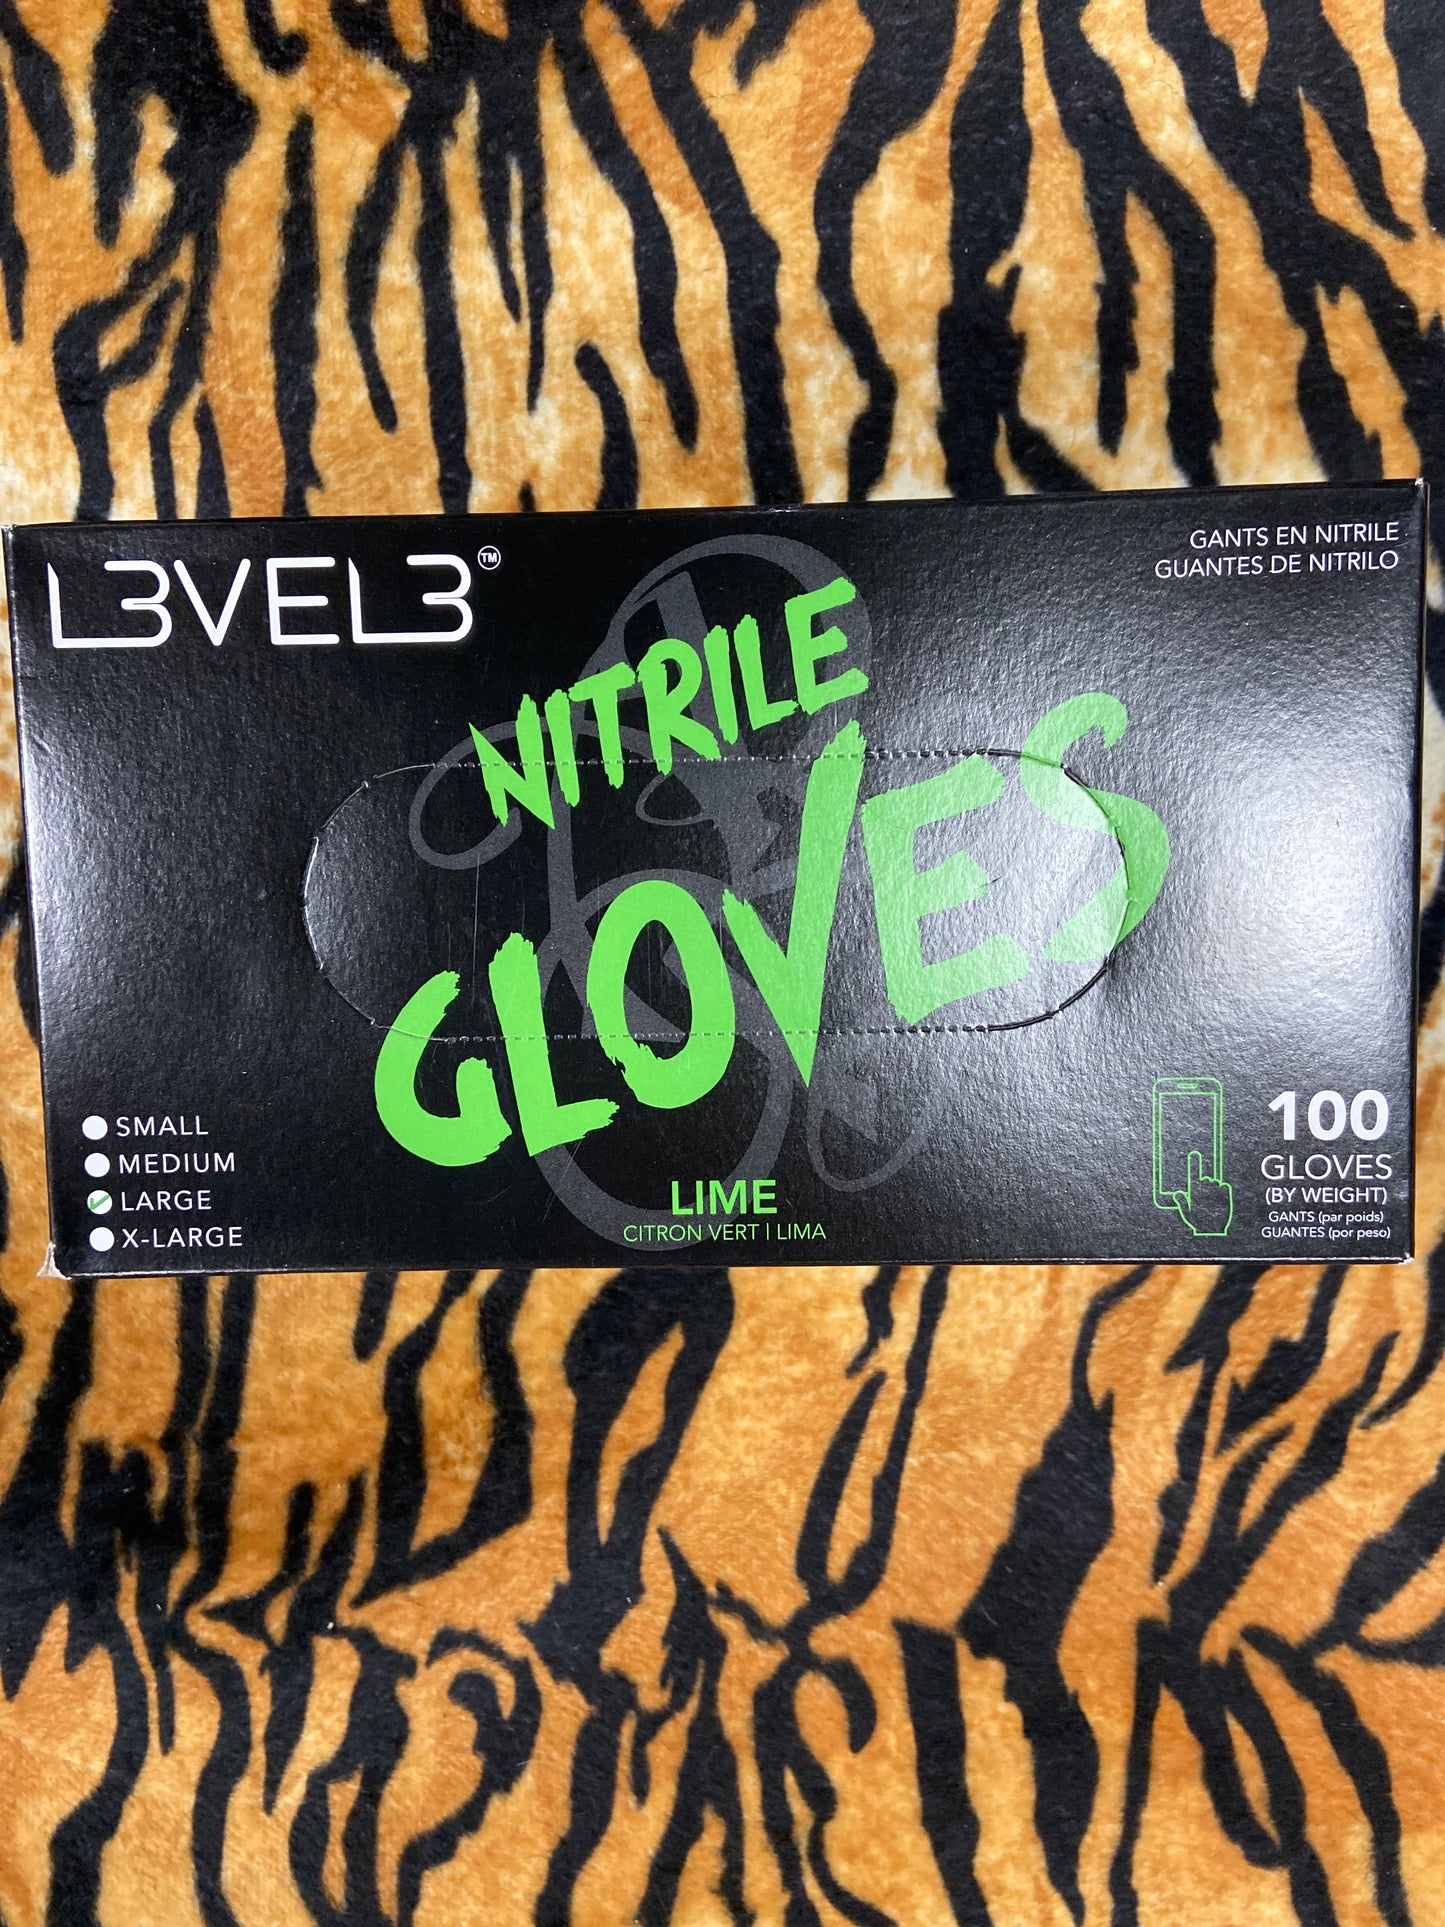 L3VEL3™
GANTS EN NITRILE
GUANTES DE NITRILO
NITRILE
GLOVES
SMALL
MEDIUM
LARGE
X-LARGE
LIME
CITRON VERT | LIMA
100
GLOVES
(BY WEIGHT)
GANTS (par poids)
GUANTES (por peso)